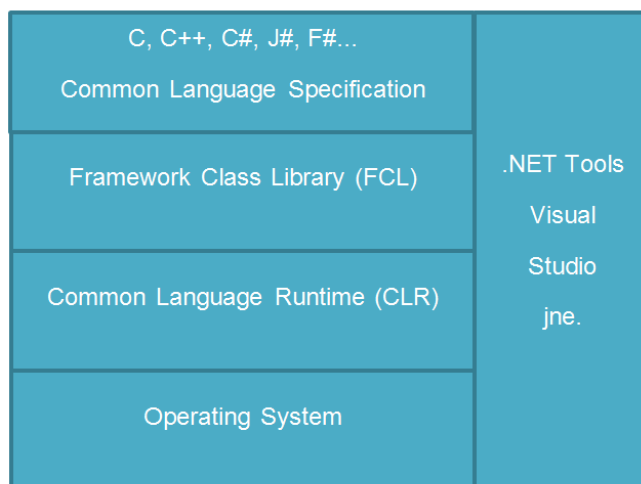 C, C++, C#, J#, F#...
Common Language Specification
Framework Class Library (FCL)
Common Language Runtime (CLR)
Operating System
.NET Tools
Visual
Studio
jne.